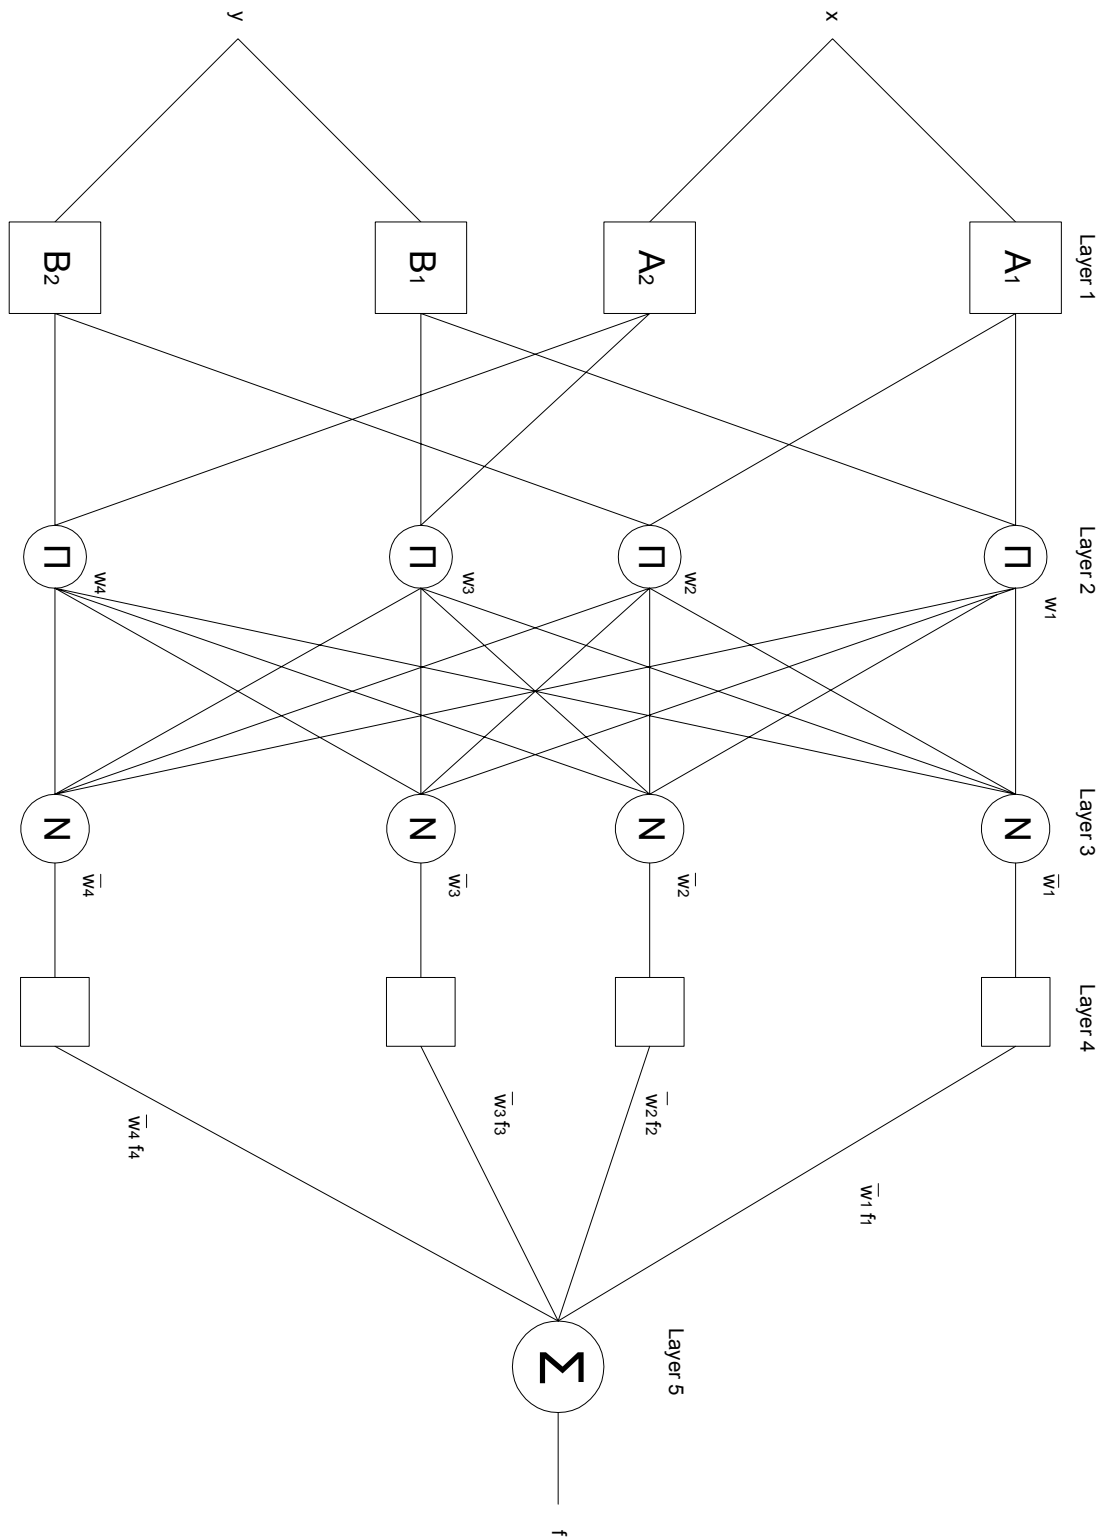 Layer 1
Layer 2
Layer 3
Layer 4
Layer 5
x
y
A1
A2
B1
B2
Π
w1
Π
w2
Π
w3
Π
w4
N
w̅1
N
w̅2
N
w̅3
N
w̅4
w̅1 f1
w̅2 f2
w̅3 f3
w̅4 f4
Σ
f